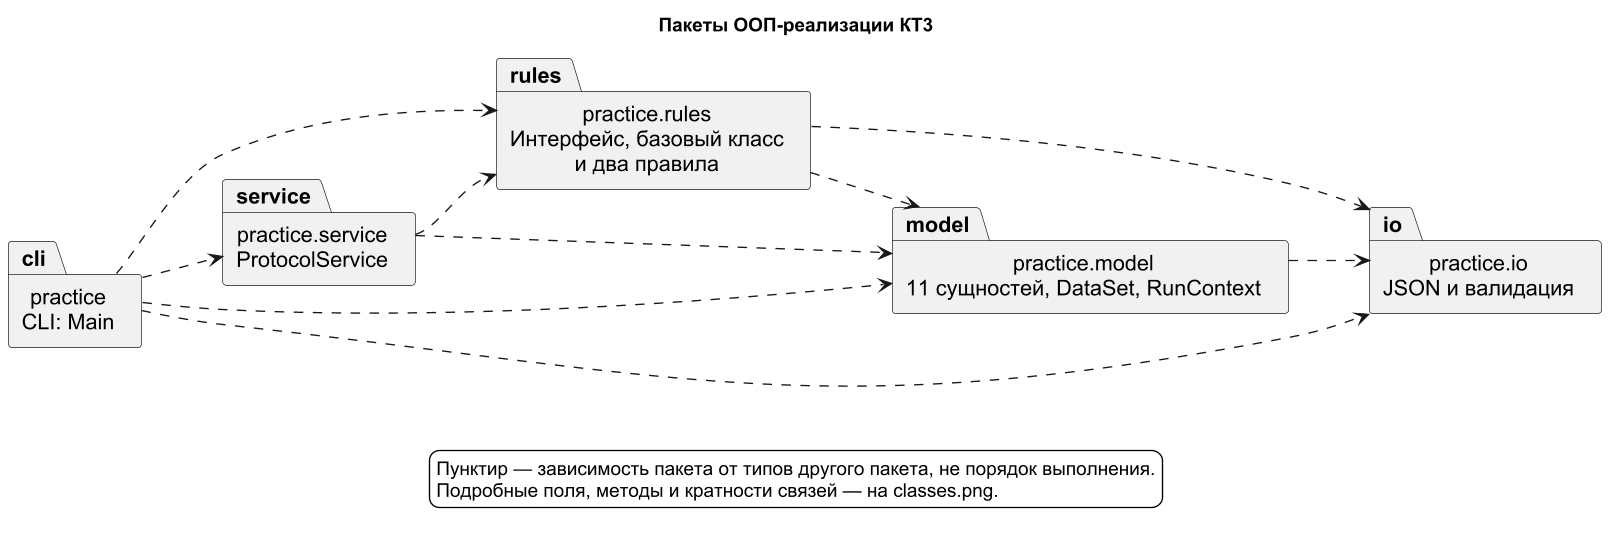 Пакеты ООП-реализации КТ3
rules
practice.rules
Интерфейс, базовый класс
и два правила
service
practice.service
ProtocolService
model
practice.model
11 сущностей, DataSet, RunContext
io
practice.io
JSON и валидация
cli
practice
CLI: Main
Пунктир — зависимость пакета от типов другого пакета, не порядок выполнения.
Подробные поля, методы и кратности связей — на classes.png.